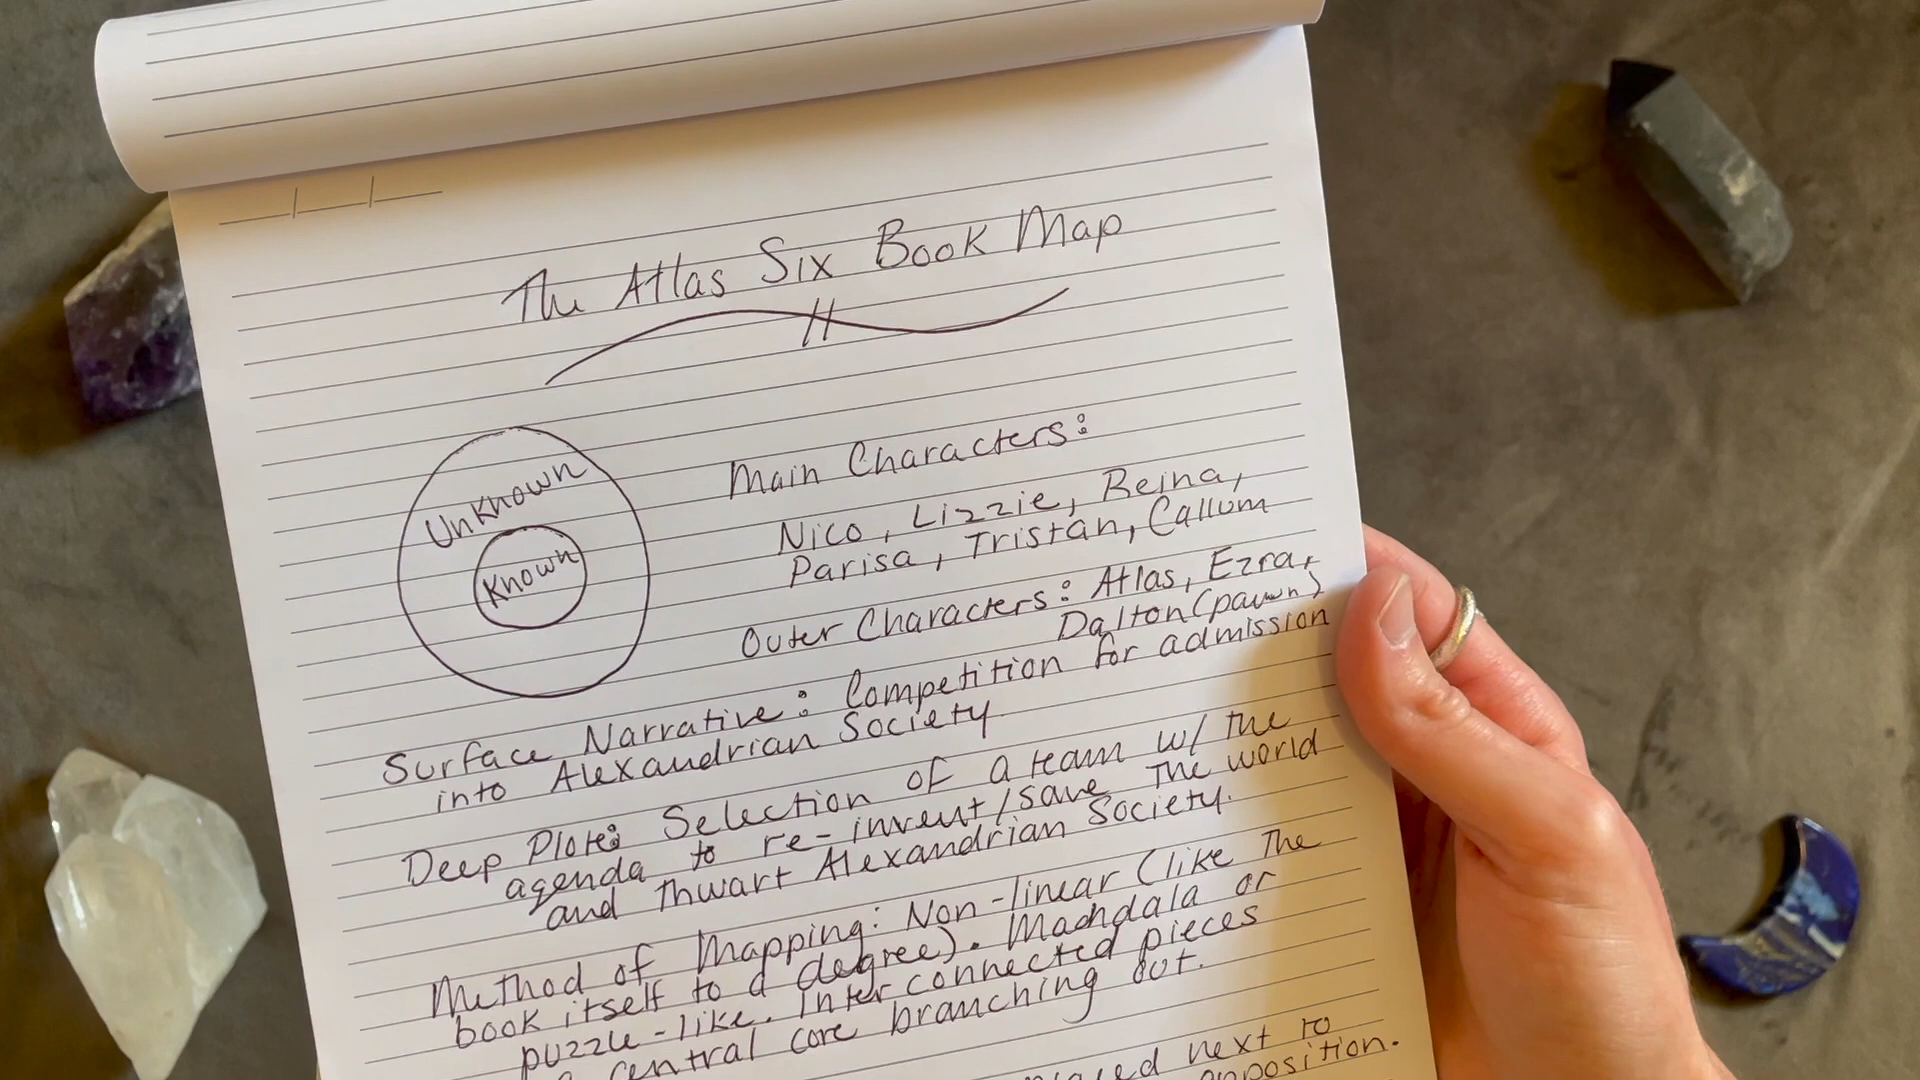 The Atlas Six Book Map
Unknown
Known
Main Characters:
Nico, Lizzie, Reina,
Parisa, Tristan, Callum
Outer Characters: Atlas, Ezra,
Dalton (pawn)
Surface Narrative: Competition for admission
into Alexandrian Society
Deep Plot: Selection of a team w/ the
agenda to re-invent/save the world
and thwart Alexandrian Society.
Method of Mapping: Non-linear (like the
book itself to a degree). Mandala or
puzzle-like. Interconnected pieces
central core branching out.
next to
opposition.